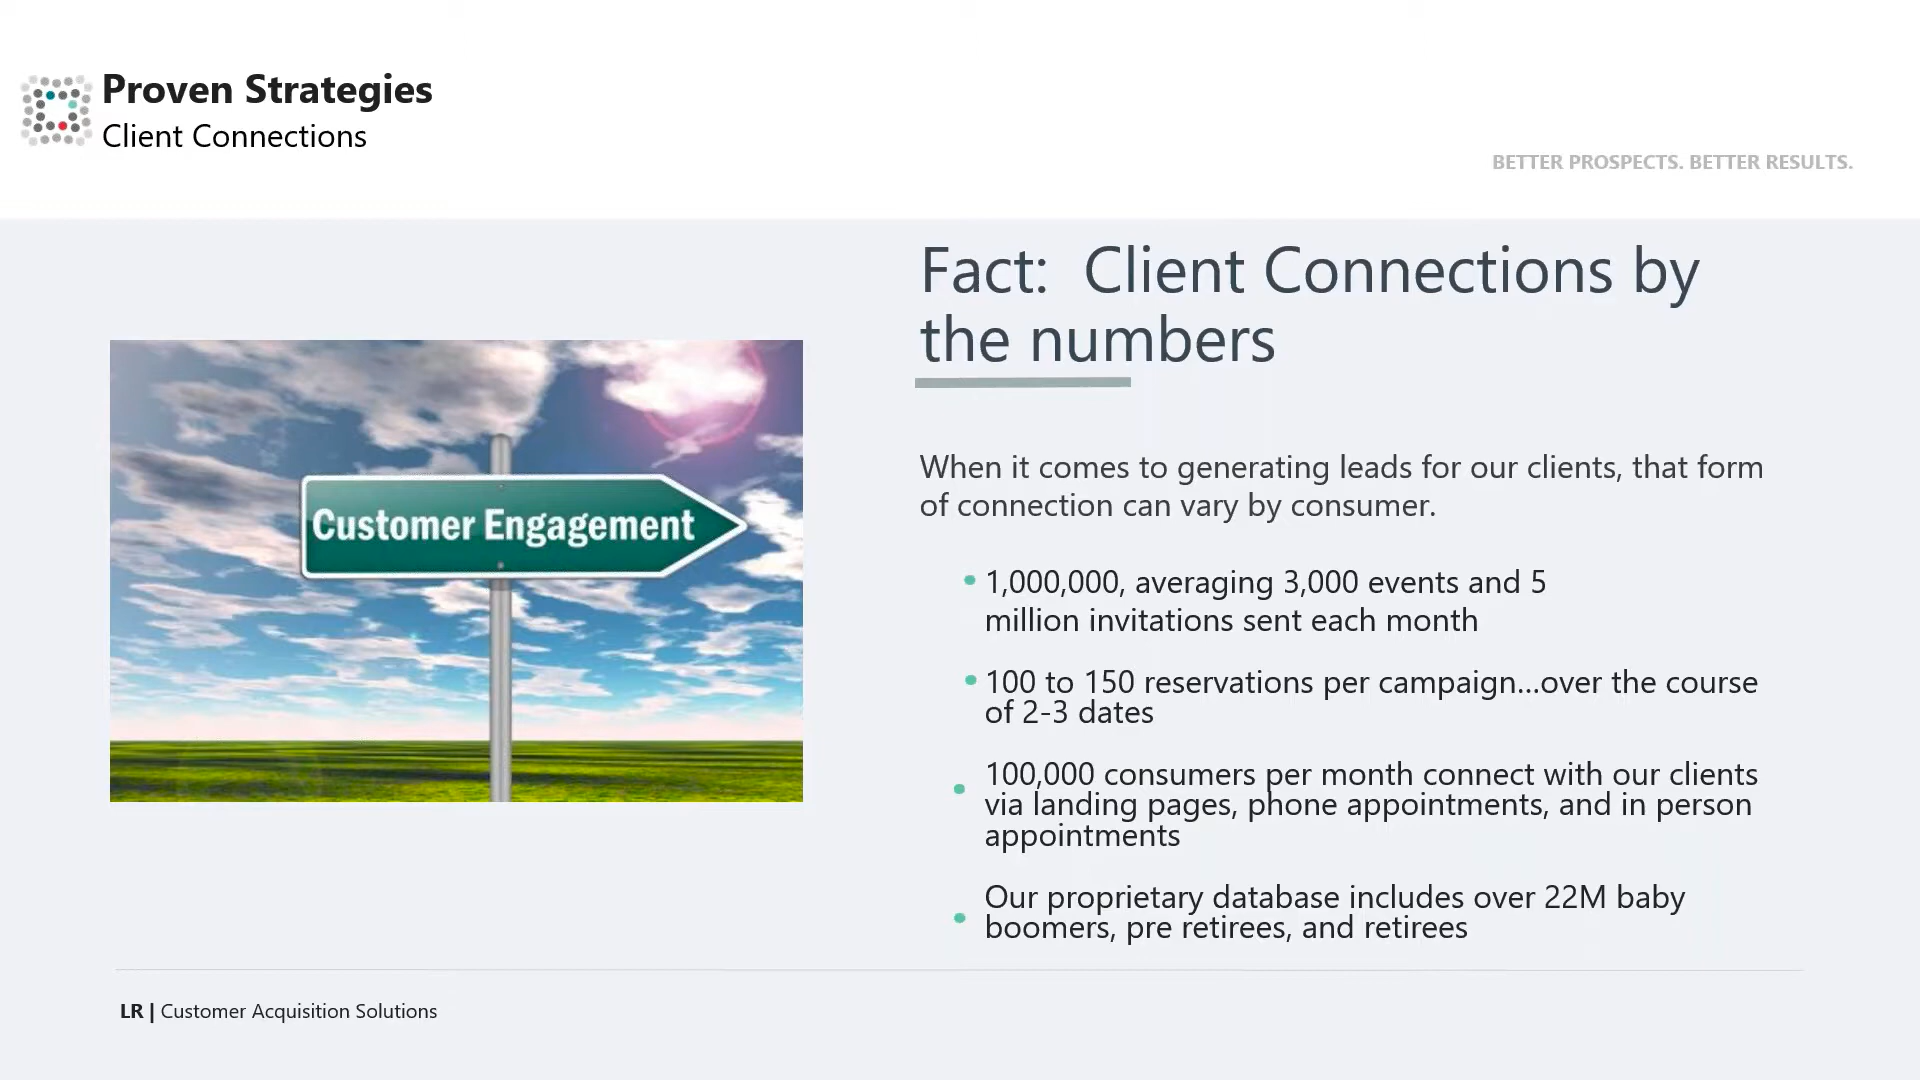 Proven Strategies
Client Connections
BETTER PROSPECTS. BETTER RESULTS.
Fact:  Client Connections by
the numbers
Customer Engagement
When it comes to generating leads for our clients, that form
of connection can vary by consumer.
1,000,000, averaging 3,000 events and 5
million invitations sent each month
100 to 150 reservations per campaign...over the course
of 2-3 dates
100,000 consumers per month connect with our clients
via landing pages, phone appointments, and in person
appointments
Our proprietary database includes over 22M baby
boomers, pre retirees, and retirees
LR | Customer Acquisition Solutions